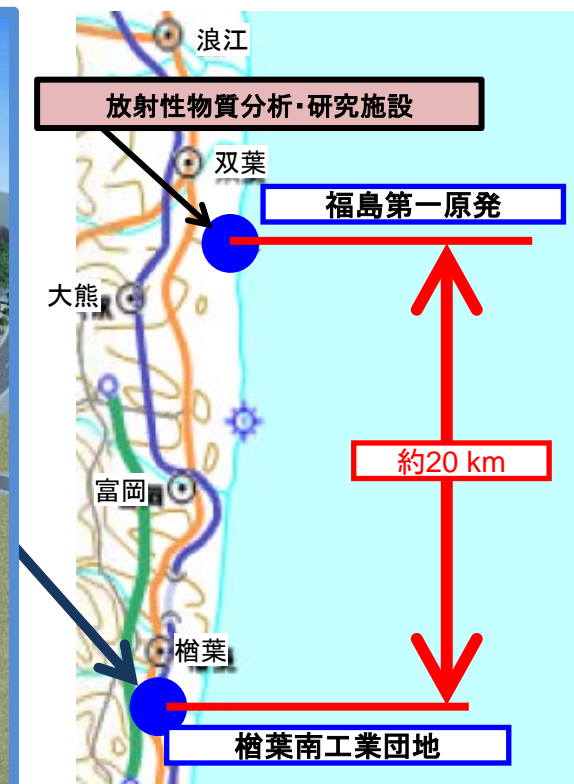 浪江
放射性物質分析・研究施設
双葉
福島第一原発
大熊
約20 km
富岡
楢葉
楢葉南工業団地